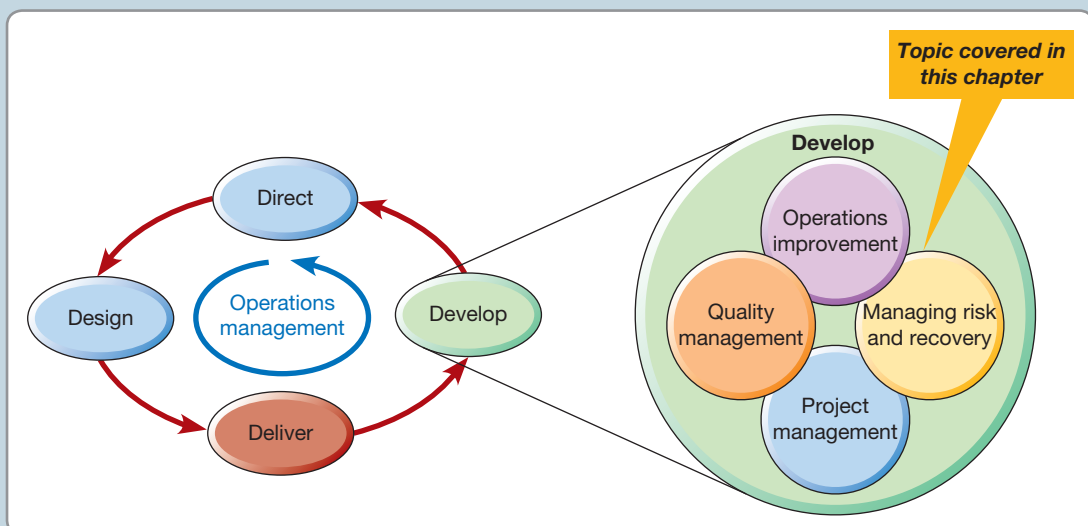 Topic covered in
this chapter
Direct
Design
Operations
management
Develop
Deliver
Develop
Operations
improvement
Quality
management
Managing risk
and recovery
Project
management